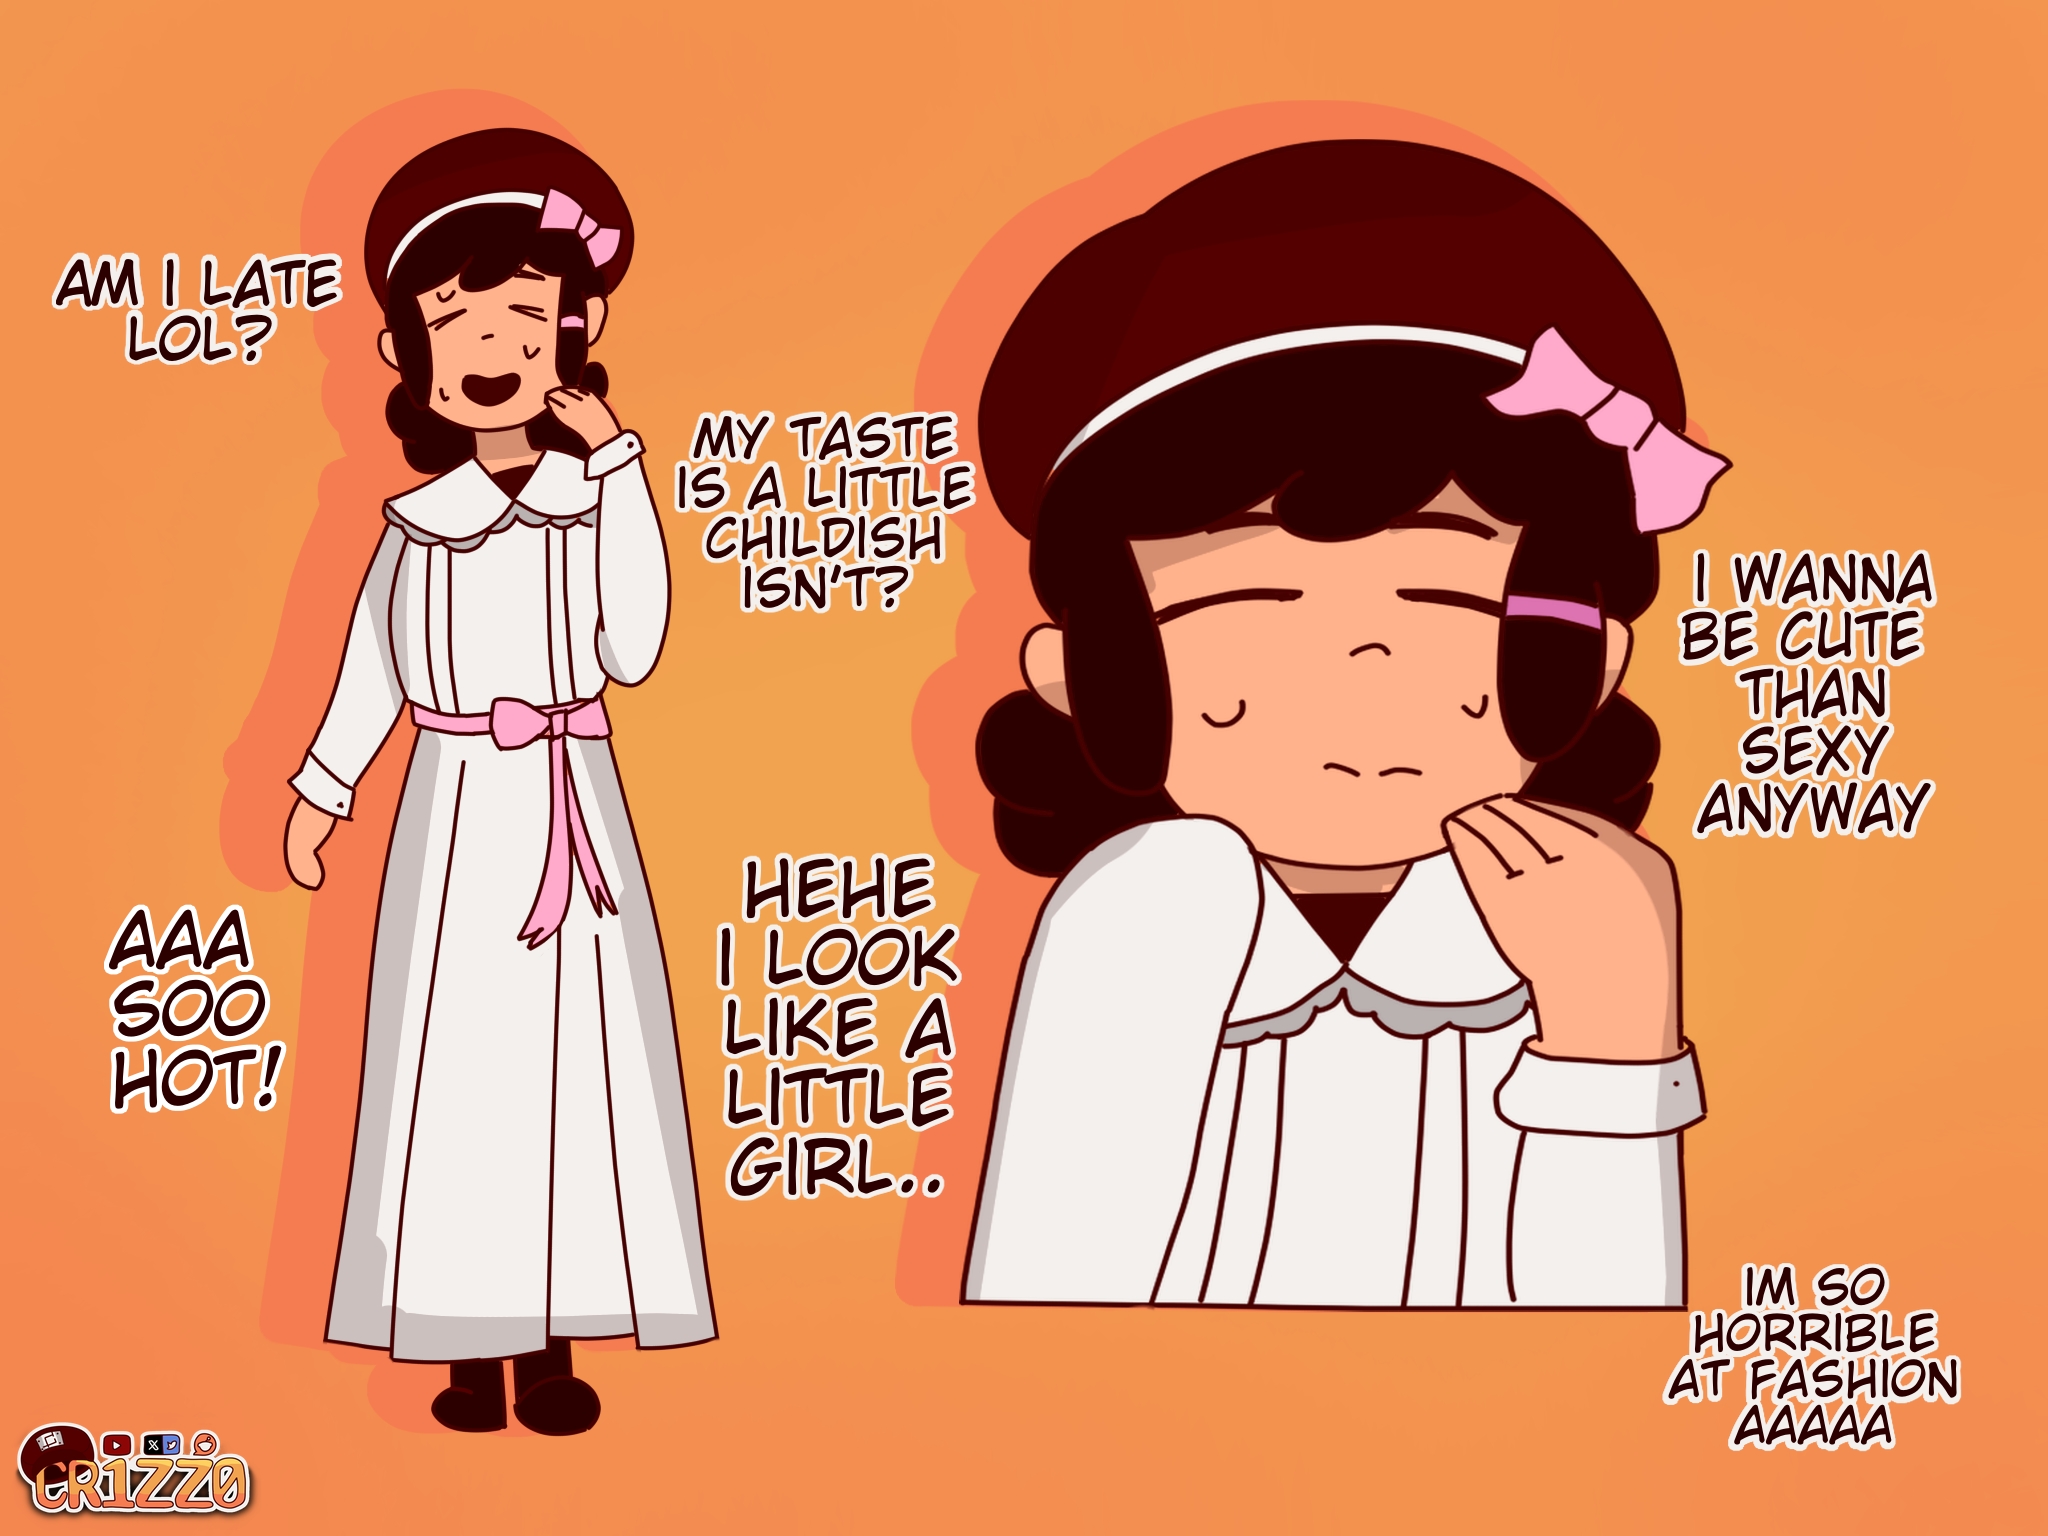 AM I LATE
LOL?
MY TASTE
IS A LITTLE
CHILDISH
ISN'T?
I WANNA
BE CUTE
THAN
SEXY
ANYWAY
AAA
SOO
HOT!
HEHE
I LOOK
LIKE A
LITTLE
GIRL..
IM SO
HORRIBLE
AT FASHION
AAAAA
CR1ZZ0